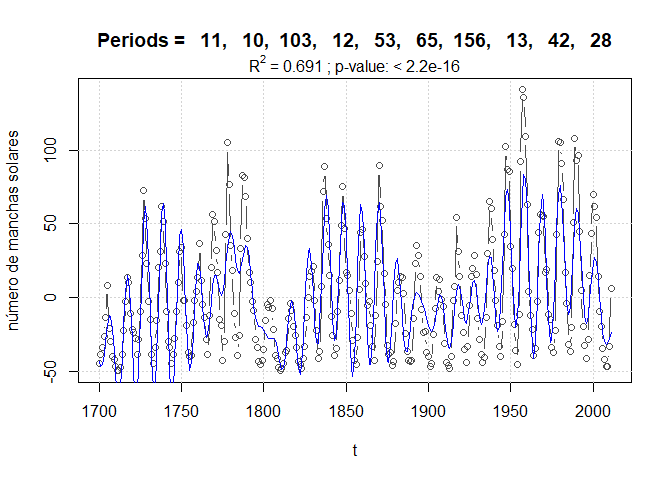 Periods = 11, 10, 103, 12, 53, 65, 156, 13, 42, 28
R² = 0.691 ; p-value: < 2.2e-16
número de manchas solares
100
50
0
-50
1700 1750 1800 1850 1900 1950 2000
t